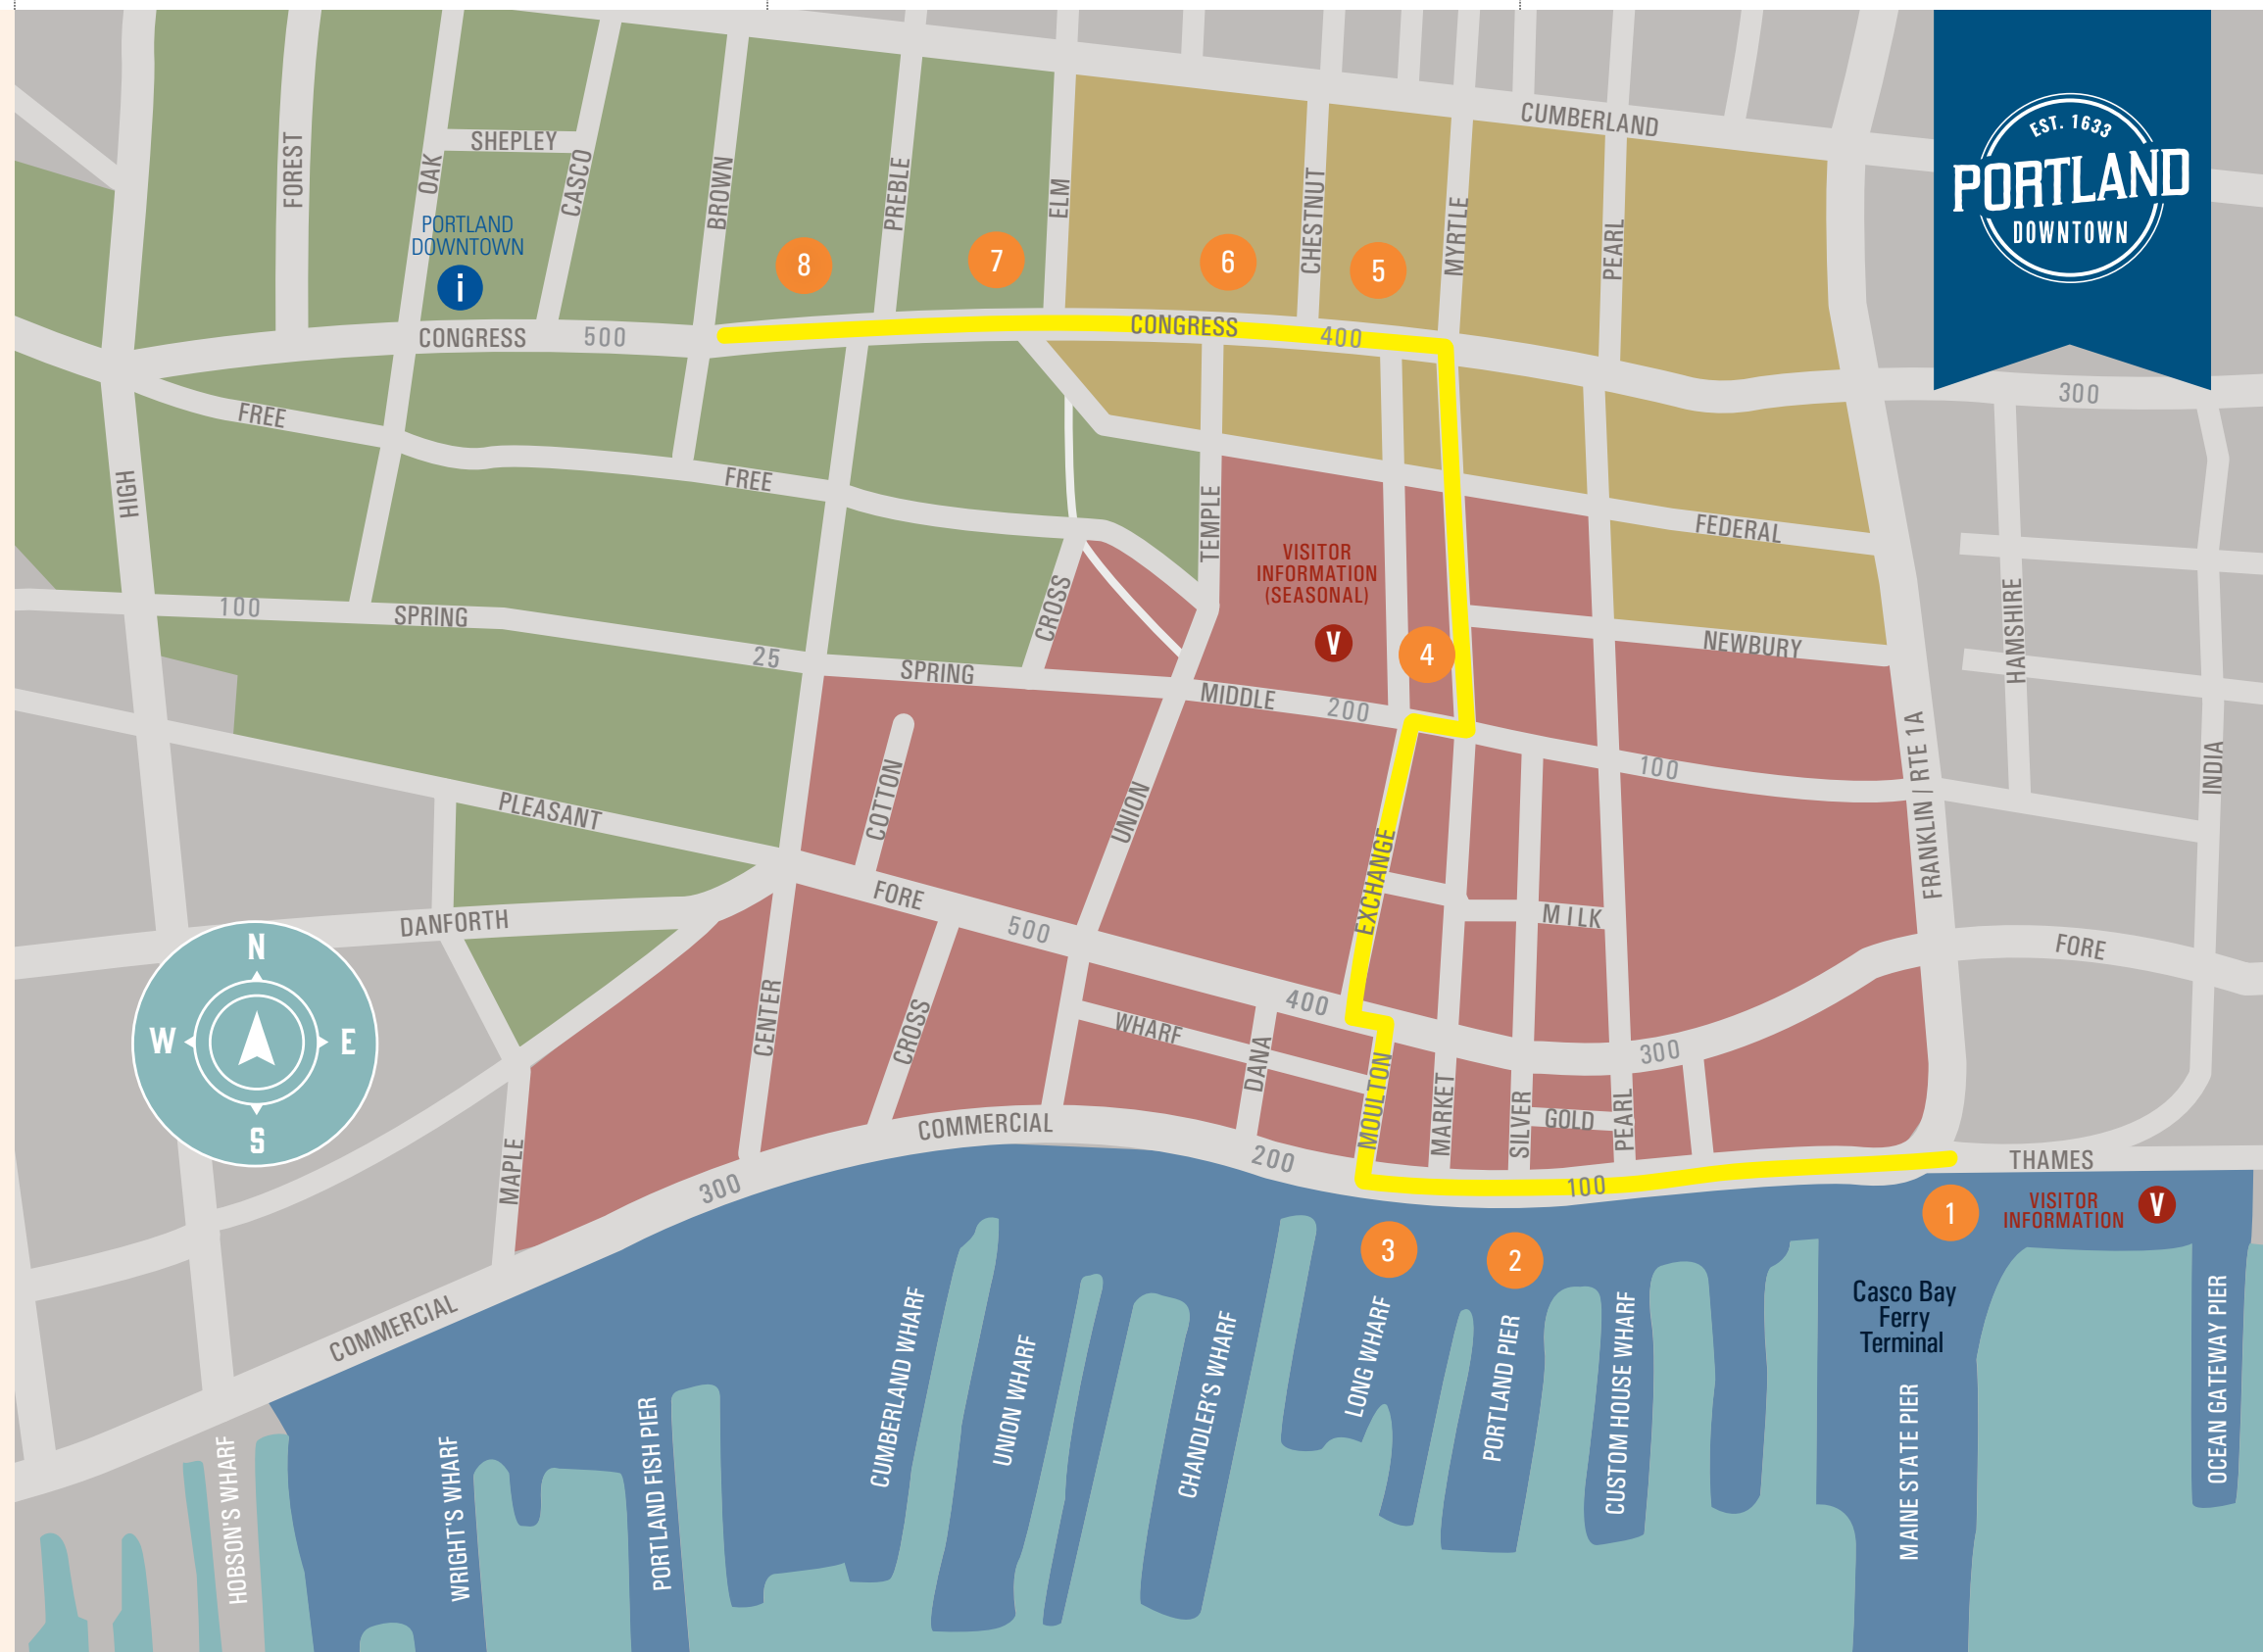 EST. 1633
PORTLAND
DOWNTOWN
CUMBERLAND
SHEPLEY
FOREST
OAK
CASCO
BROWN
PREBLE
ELM
CHESTNUT
MYRTLE
PEARL
PORTLAND
DOWNTOWN
i
8
7
6
5
CONGRESS
500
CONGRESS
400
300
FREE
FREE
HIGH
TEMPLE
FEDERAL
VISITOR
INFORMATION
(SEASONAL)
V
4
CROSS
HAMSHIRE
NEWBURY
100
SPRING
25
SPRING
MIDDLE
200
100
FRANKLIN / RTE 1A
INDIA
PLEASANT
COTTON
UNION
EXCHANGE
MILK
DANFORTH
FORE
500
400
300
FORE
N
W
E
S
CENTER
CROSS
WHARF
DANA
MOULTON
MARKET
SILVER
GOLD
PEARL
MAPLE
COMMERCIAL
300
200
100
THAMES
1
VISITOR
INFORMATION
V
3
2
COMMERCIAL
Casco Bay
Ferry
Terminal
HOBSON'S WHARF
WRIGHT'S WHARF
PORTLAND FISH PIER
CUMBERLAND WHARF
UNION WHARF
CHANDLER'S WHARF
LONG WHARF
PORTLAND PIER
CUSTOM HOUSE WHARF
MAINE STATE PIER
OCEAN GATEWAY PIER